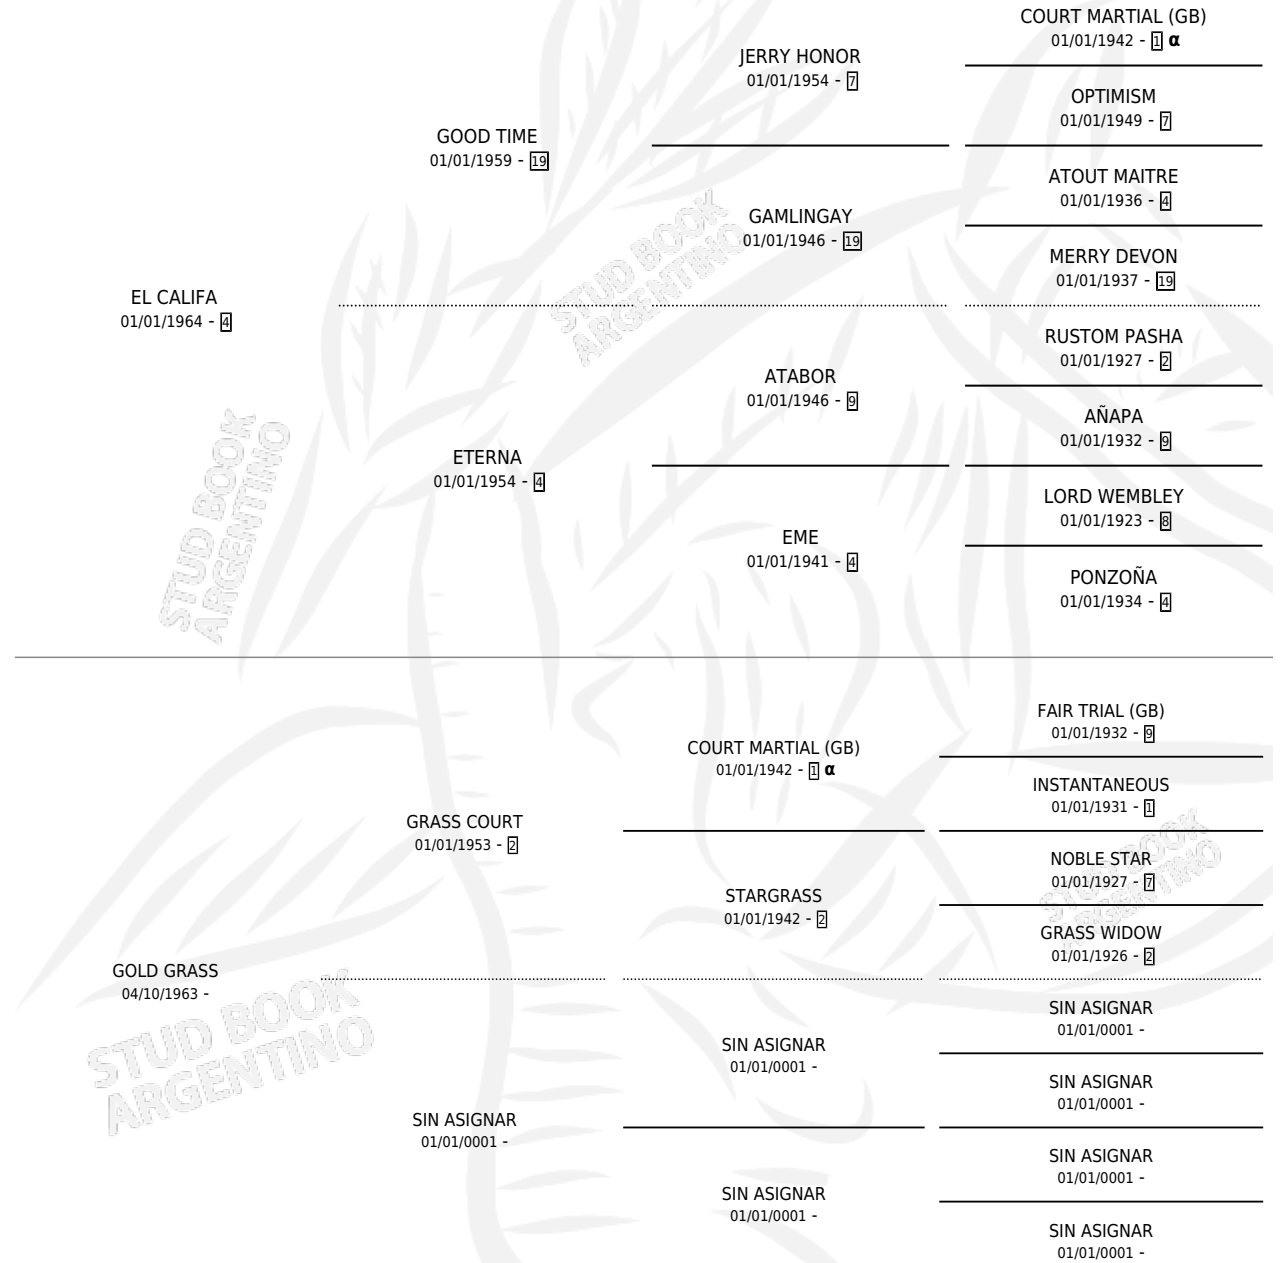 COURT MARTIAL (GB)
01/01/1942 - 1 α
JERRY HONOR
01/01/1954 - 7
OPTIMISM
01/01/1949 - 7
GOOD TIME
01/01/1959 - 19
ATOUT MAITRE
01/01/1936 - 4
GAMLINGAY
01/01/1946 - 19
MERRY DEVON
01/01/1937 - 19
EL CALIFA
01/01/1964 - 4
RUSTOM PASHA
01/01/1927 - 2
ATABOR
01/01/1946 - 9
AÑAPA
01/01/1932 - 9
ETERNA
01/01/1954 - 4
LORD WEMBLEY
01/01/1923 - 8
EME
01/01/1941 - 4
PONZOÑA
01/01/1934 - 4
FAIR TRIAL (GB)
01/01/1932 - 9
COURT MARTIAL (GB)
01/01/1942 - 1 α
INSTANTANEOUS
01/01/1931 - 1
GRASS COURT
01/01/1953 - 2
NOBLE STAR
01/01/1927 - 7
STARGRASS
01/01/1942 - 2
GRASS WIDOW
01/01/1926 - 2
GOLD GRASS
04/10/1963 -
SIN ASIGNAR
01/01/0001 -
SIN ASIGNAR
01/01/0001 -
SIN ASIGNAR
01/01/0001 -
SIN ASIGNAR
01/01/0001 -
SIN ASIGNAR
01/01/0001 -
SIN ASIGNAR
01/01/0001 -
SIN ASIGNAR
01/01/0001 -
STUD BOOK
ARGENTINO
STUD BOOK
ARGENTINO
STUD BOOK
ARGENTINO
STUD BOOK
ARGENTINO